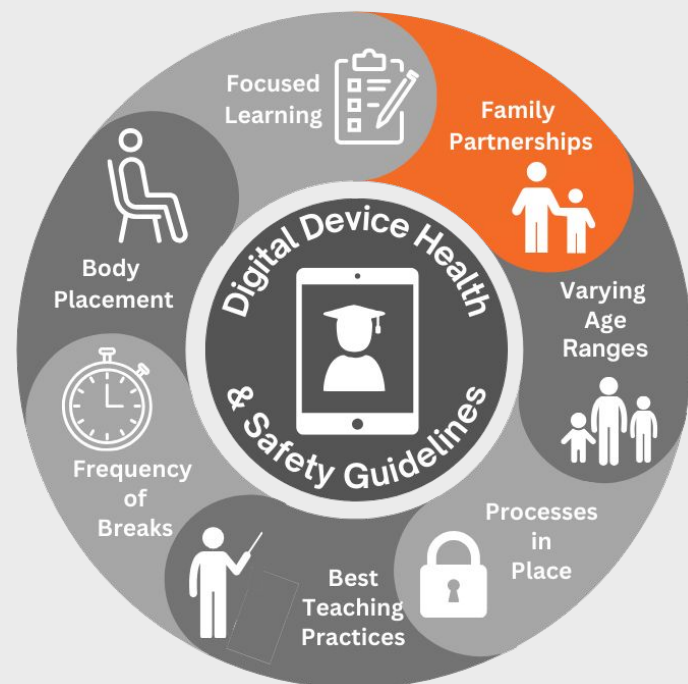 Focused
Learning
Family
Partnerships
Varying
Age
Ranges
Processes
in
Place
Best
Teaching
Practices
Frequency
of
Breaks
Body
Placement
Digital Device Health
& Safety Guidelines